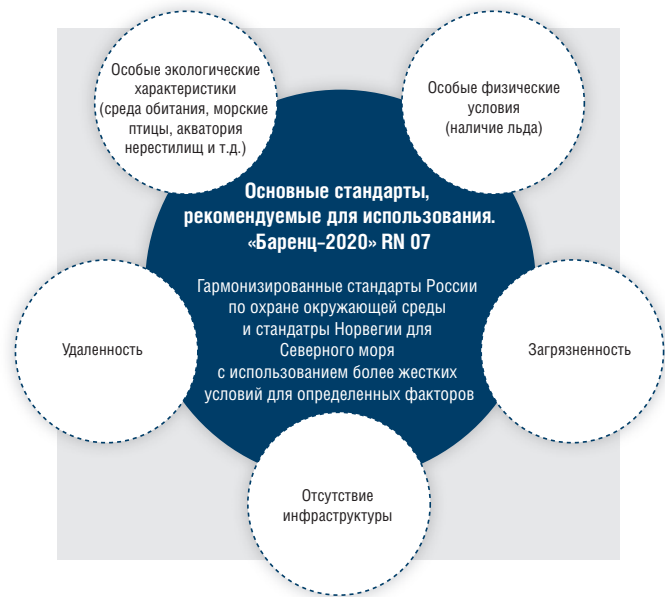 Особые экологические
характеристики
(среда обитания, морские
птицы, акватория
нерестилищ и т.д.)
Особые физические
условия
(наличие льда)
Основные стандарты,
рекомендуемые для использования.
«Баренц–2020» RN 07
Гармонизированные стандарты России
по охране окружающей среды
и стандатры Норвегии для
Северного моря
с использованием более жестких
условий для определенных факторов
Удаленность
Загрязненность
Отсутствие
инфраструктуры